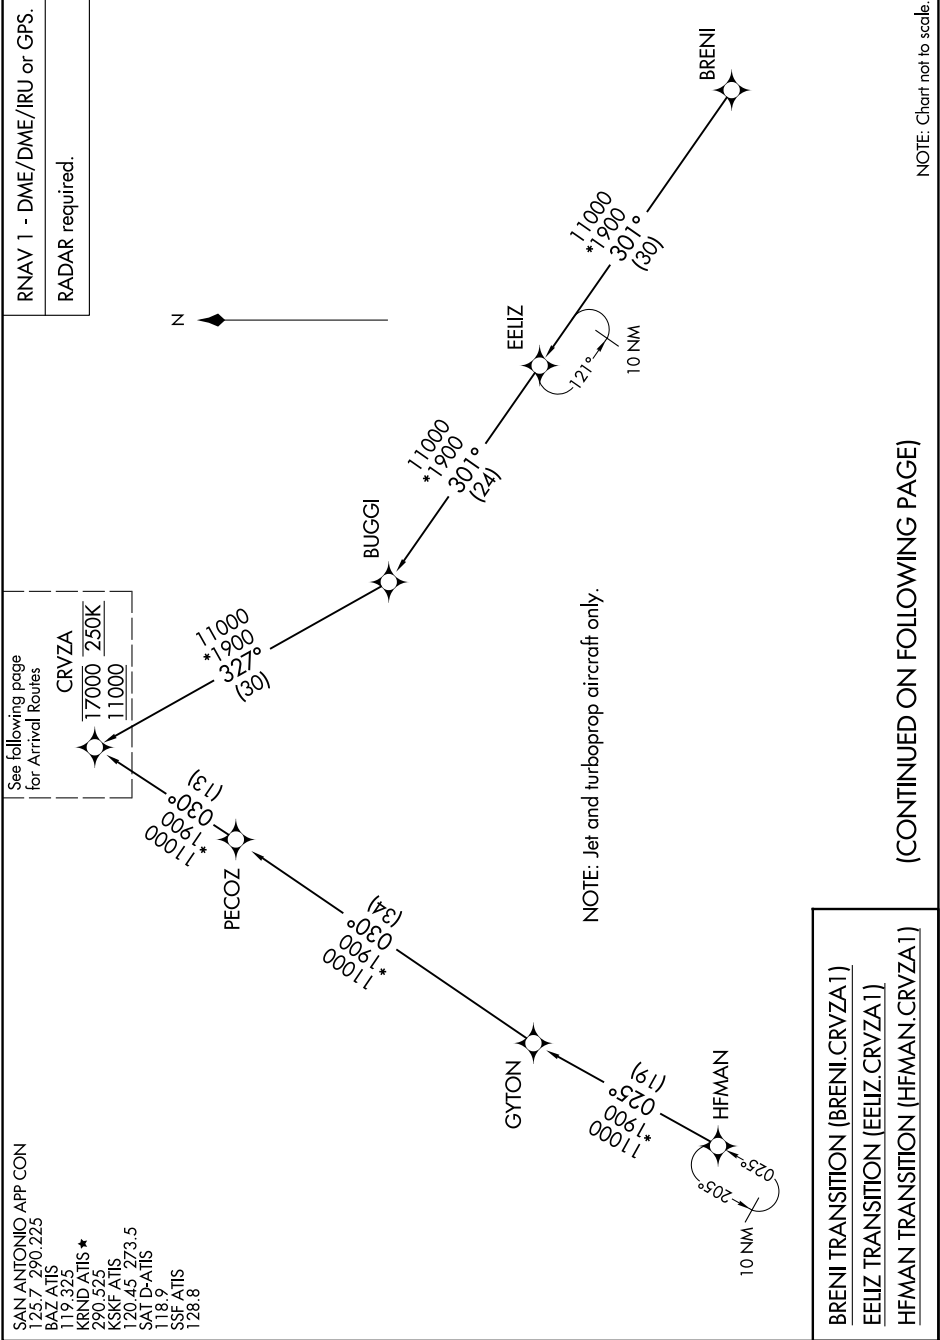 SAN ANTONIO APP CON
125.7 290.225
BAZ ATIS
119.325
KRND ATIS ★
290.525
KSKF ATIS
120.45 273.5
SAT D-ATIS
118.9
SSF ATIS
128.8
See following page
for Arrival Routes
CRVZA
17000 250K
11000
RNAV 1 - DME/DME/IRU or GPS.
RADAR required.
N
11000
*1900
030°
(13)
PECOZ
11000
*1900
327°
(30)
BUGGI
11000
*1900
030°
(34)
11000
*1900
301°
(24)
EELIZ
121°
10 NM
11000
*1900
301°
(30)
BRENI
GYTON
11000
*1900
025°
(19)
HFMAN
205°
025°
10 NM
NOTE: Jet and turboprop aircraft only.
BRENI TRANSITION (BRENI.CRVZA1)
EELIZ TRANSITION (EELIZ.CRVZA1)
HFMAN TRANSITION (HFMAN.CRVZA1)
(CONTINUED ON FOLLOWING PAGE)
NOTE: Chart not to scale.